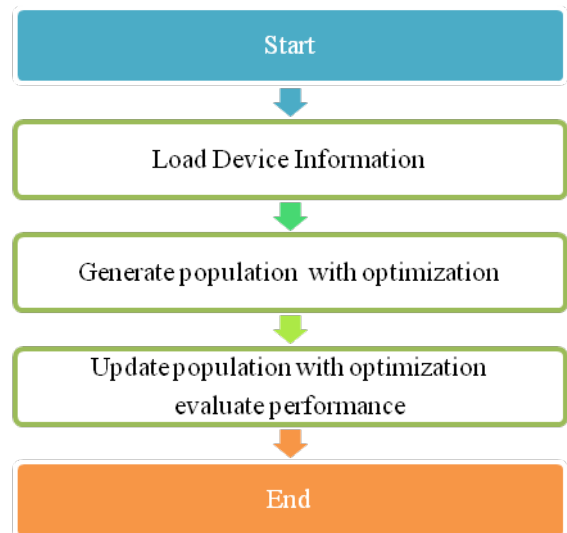 Start
Load Device Information
Generate population with optimization
Update population with optimization
evaluate performance
End